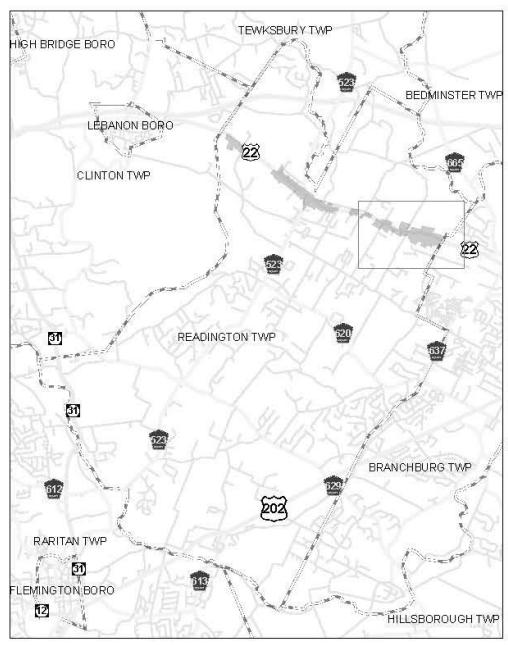 TEWKSBURY TWP
HIGH BRIDGE BORO
523
BEDMINSTER TWP
LEBANON BORO
22
665
CLINTON TWP
22
523
31
READINGTON TWP
620
637
31
523
BRANCHBURG TWP
612
629
202
RARITAN TWP
31
613
FLEMINGTON BORO
12
HILLSBOROUGH TWP